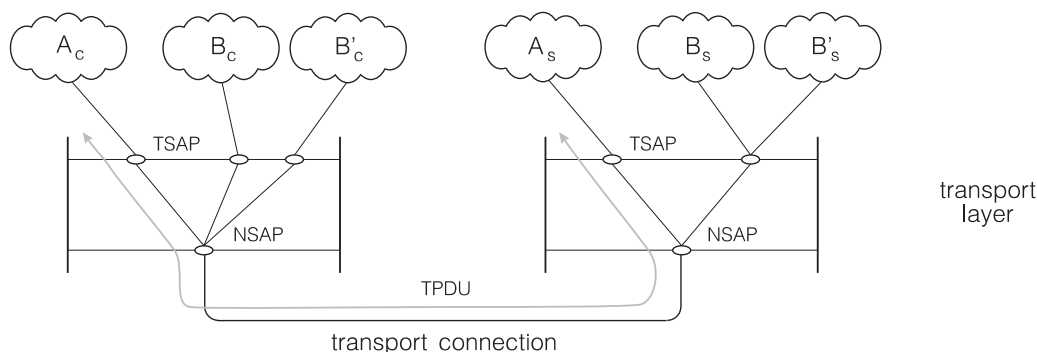 A_c B_c B'_c A_s B_s B'_s
TSAP TSAP
transport
layer
NSAP NSAP
TPDU
transport connection